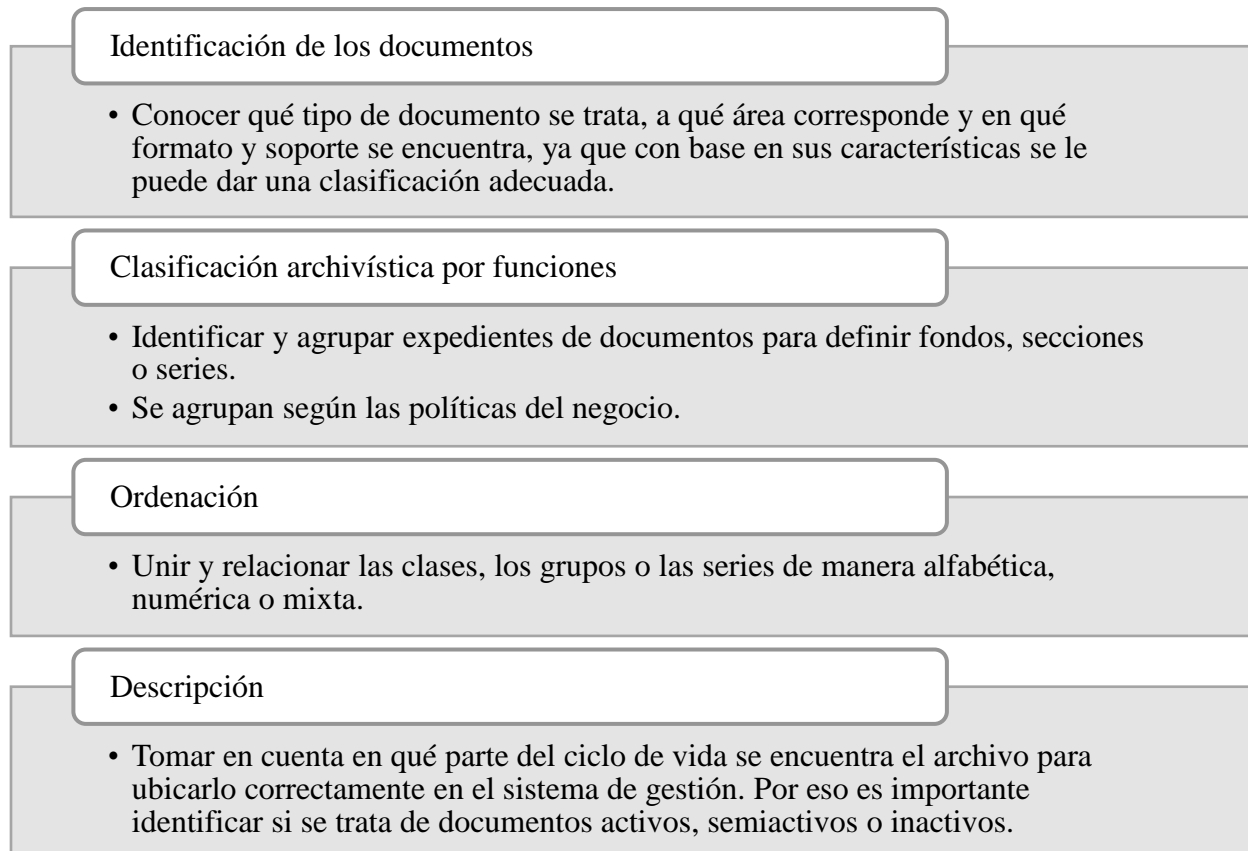 Identificación de los documentos
• Conocer qué tipo de documento se trata, a qué área corresponde y en qué
formato y soporte se encuentra, ya que con base en sus características se le
puede dar una clasificación adecuada.
Clasificación archivística por funciones
• Identificar y agrupar expedientes de documentos para definir fondos, secciones
o series.
• Se agrupan según las políticas del negocio.
Ordenación
• Unir y relacionar las clases, los grupos o las series de manera alfabética,
numérica o mixta.
Descripción
• Tomar en cuenta en qué parte del ciclo de vida se encuentra el archivo para
ubicarlo correctamente en el sistema de gestión. Por eso es importante
identificar si se trata de documentos activos, semiactivos o inactivos.